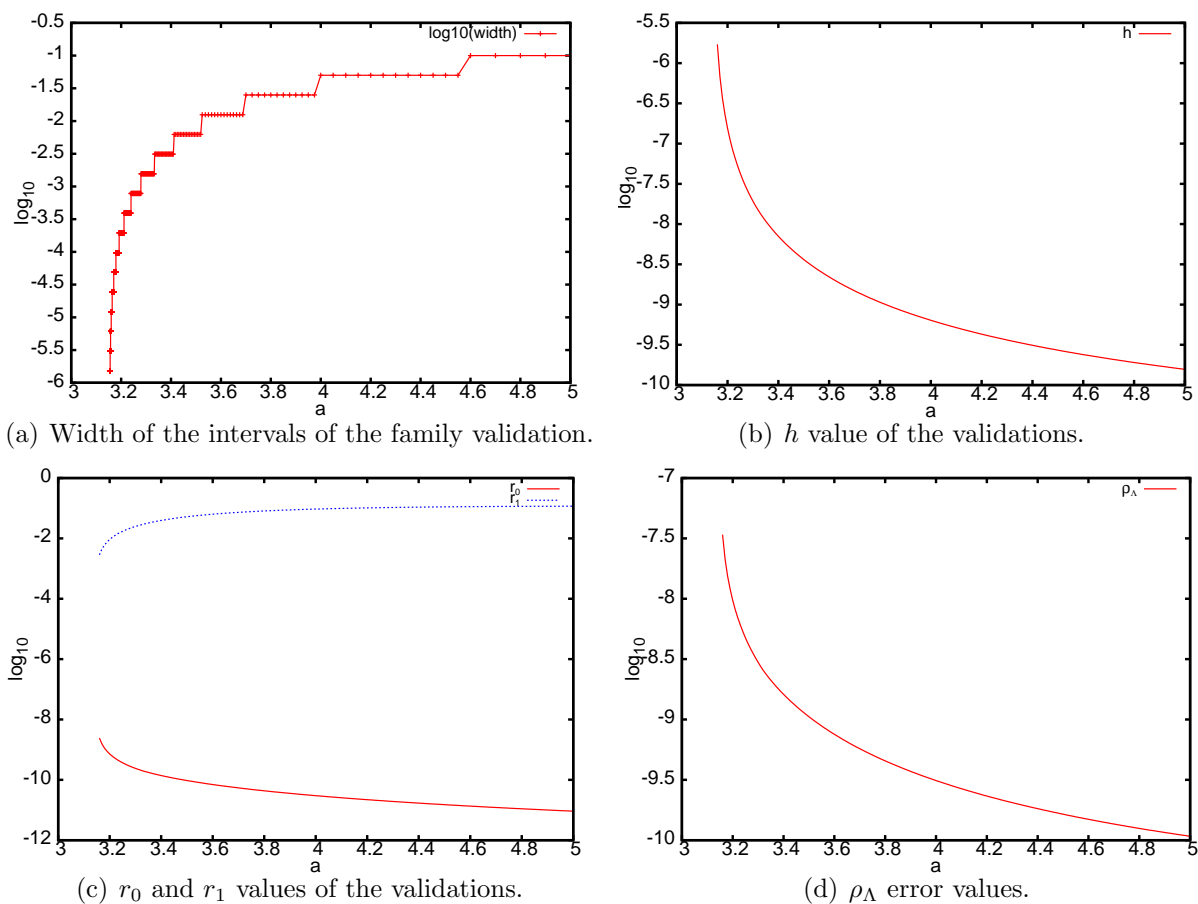 -0.5
-1
-1.5
-2
-2.5
-3
-3.5
-4
-4.5
-5
-5.5
-6
log10
log10(width)
3 3.2 3.4 3.6 3.8 4 4.2 4.4 4.6 4.8 5
a
(a) Width of the intervals of the family validation.
-5.5
-6
-6.5
-7
-7.5
-8
-8.5
-9
-9.5
-10
log10
h
3 3.2 3.4 3.6 3.8 4 4.2 4.4 4.6 4.8 5
a
(b) h value of the validations.
0
-2
-4
-6
-8
-10
-12
log10
r0
r1
3 3.2 3.4 3.6 3.8 4 4.2 4.4 4.6 4.8 5
a
(c) r0 and r1 values of the validations.
-7
-7.5
-8
-8.5
-9
-9.5
-10
log10
ρΛ
3 3.2 3.4 3.6 3.8 4 4.2 4.4 4.6 4.8 5
a
(d) ρΛ error values.